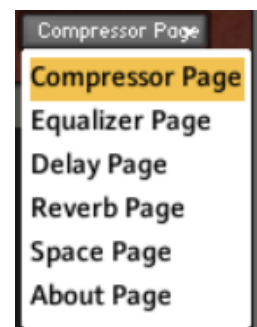 Compressor Page
Compressor Page
Equalizer Page
Delay Page
Reverb Page
Space Page
About Page